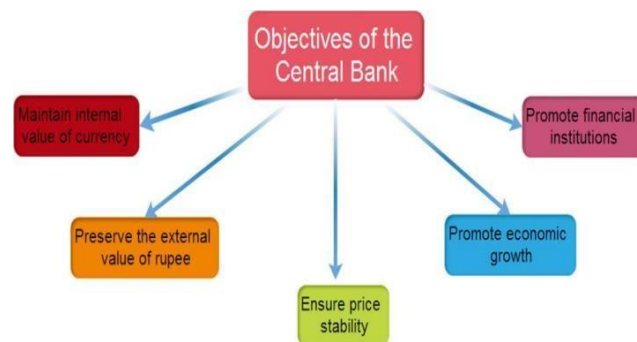 Objectives of the
Central Bank
Maintain internal
value of currency
Promote financial
institutions
Preserve the external
value of rupee
Promote economic
growth
Ensure price
stability